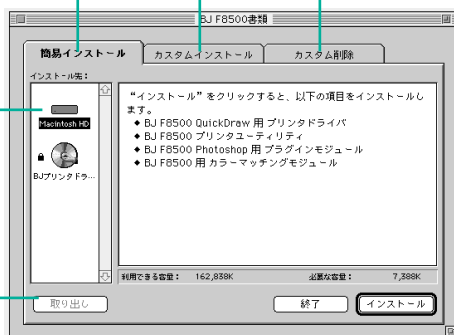 BJ F8500書類
簡易インストール
カスタムインストール
カスタム削除
インストール先：
Macintosh HD
BJプリンタドラ…
“インストール”をクリックすると、以下の項目をインストールし
ます。
◆ BJ F8500 QuickDraw 用 プリンタドライバ
◆ BJ F8500 プリンタユーティリティ
◆ BJ F8500 Photoshop 用 プラグインモジュール
◆ BJ F8500 用 カラーマッチングモジュール
利用できる容量： 162,838K
必要な容量： 7,388K
取り出し
終了
インストール